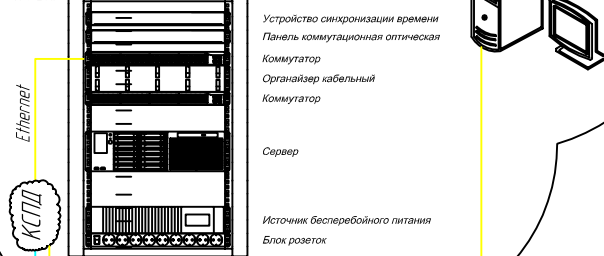 Устройство синхронизации времени
Панель коммутационная оптическая
Коммутатор
Органайзер кабельный
Коммутатор
Ethernet
Сервер
КСПД
Источник бесперебойного питания
Блок розеток